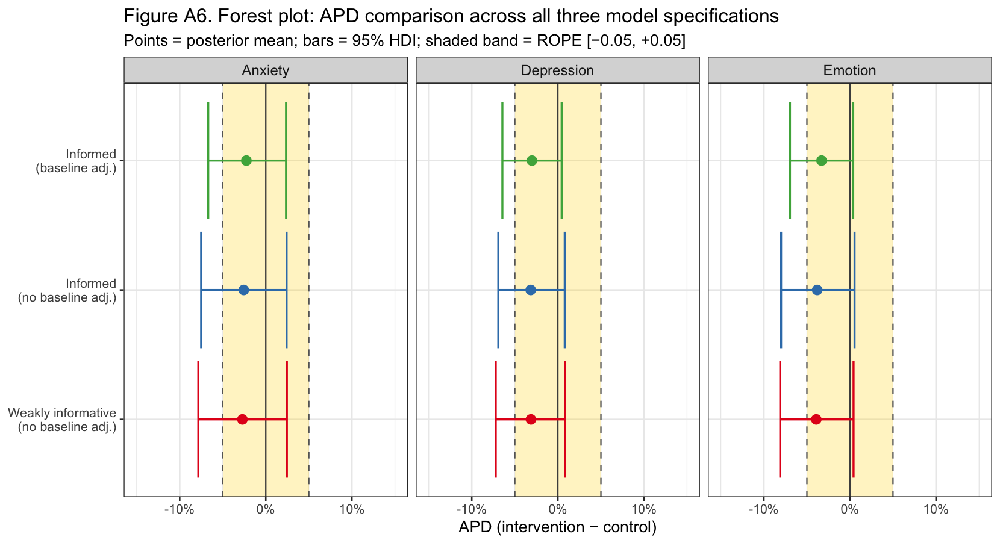 Figure A6. Forest plot: APD comparison across all three model specifications
Points = posterior mean; bars = 95% HDI; shaded band = ROPE [−0.05, +0.05]
Anxiety
Depression
Emotion
Informed
(baseline adj.)
Informed
(no baseline adj.)
Weakly informative
(no baseline adj.)
-10% 0% 10%
-10% 0% 10%
-10% 0% 10%
APD (intervention − control)